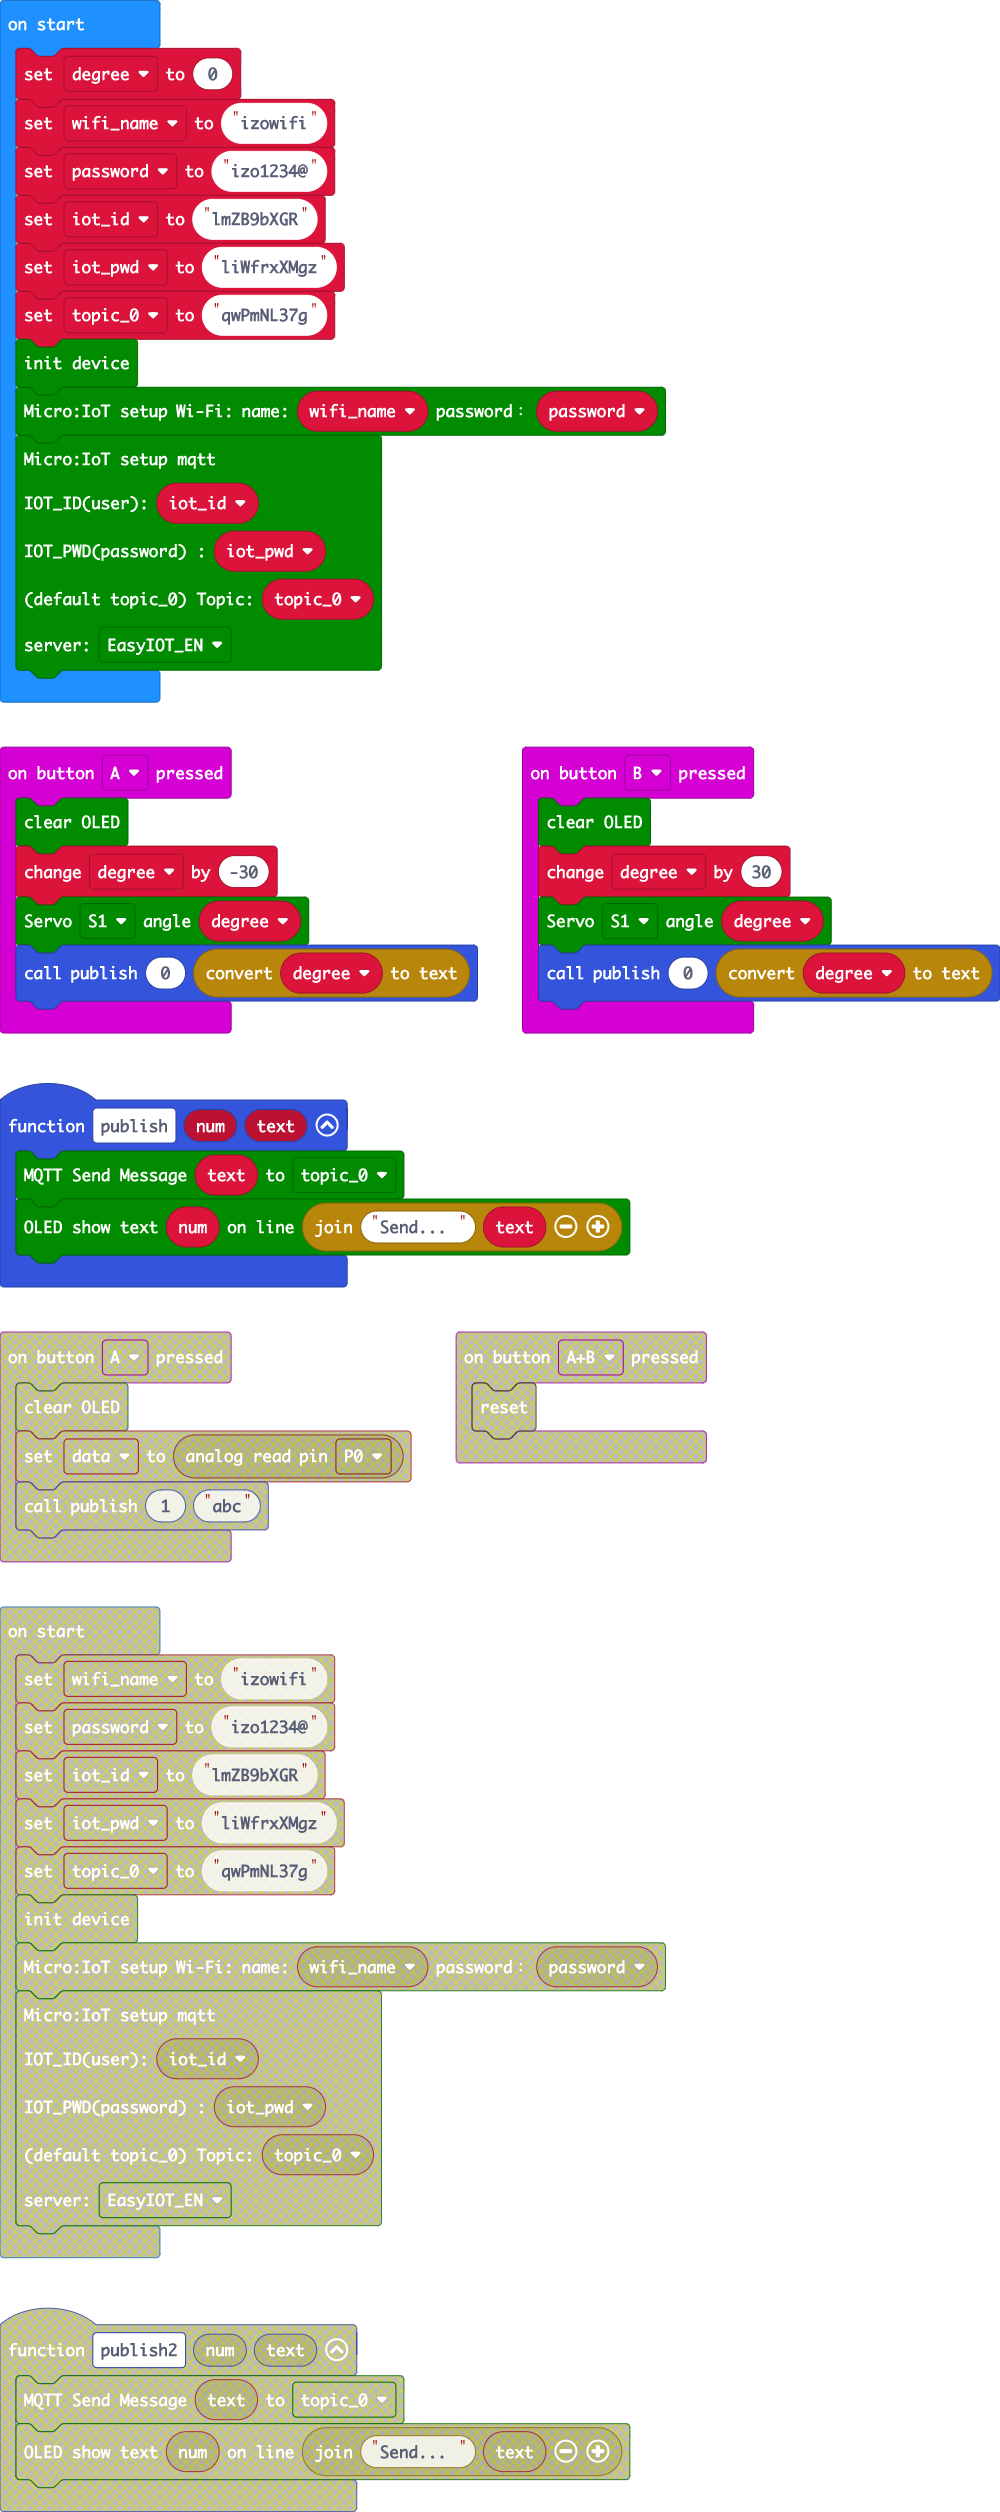 on start
set degree to 0
set wifi_name to "izowifi"
set password to "izo1234@"
set iot_id to "lmZB9bXGR"
set iot_pwd to "liWfrxXMgz"
set topic_0 to "qwPmNL37g"
init device
Micro:IoT setup Wi-Fi: name: wifi_name password: password
Micro:IoT setup mqtt
IOT_ID(user): iot_id
IOT_PWD(password) : iot_pwd
(default topic_0) Topic: topic_0
server: EasyIOT_EN
on button A pressed
clear OLED
change degree by -30
Servo S1 angle degree
call publish 0 convert degree to text
on button B pressed
clear OLED
change degree by 30
Servo S1 angle degree
call publish 0 convert degree to text
function publish num text
MQTT Send Message text to topic_0
OLED show text num on line join "Send... " text
on button A pressed
clear OLED
set data to analog read pin P0
call publish 1 "abc"
on button A+B pressed
reset
on start
set wifi_name to "izowifi"
set password to "izo1234@"
set iot_id to "lmZB9bXGR"
set iot_pwd to "liWfrxXMgz"
set topic_0 to "qwPmNL37g"
init device
Micro:IoT setup Wi-Fi: name: wifi_name password: password
Micro:IoT setup mqtt
IOT_ID(user): iot_id
IOT_PWD(password) : iot_pwd
(default topic_0) Topic: topic_0
server: EasyIOT_EN
function publish2 num text
MQTT Send Message text to topic_0
OLED show text num on line join "Send... " text